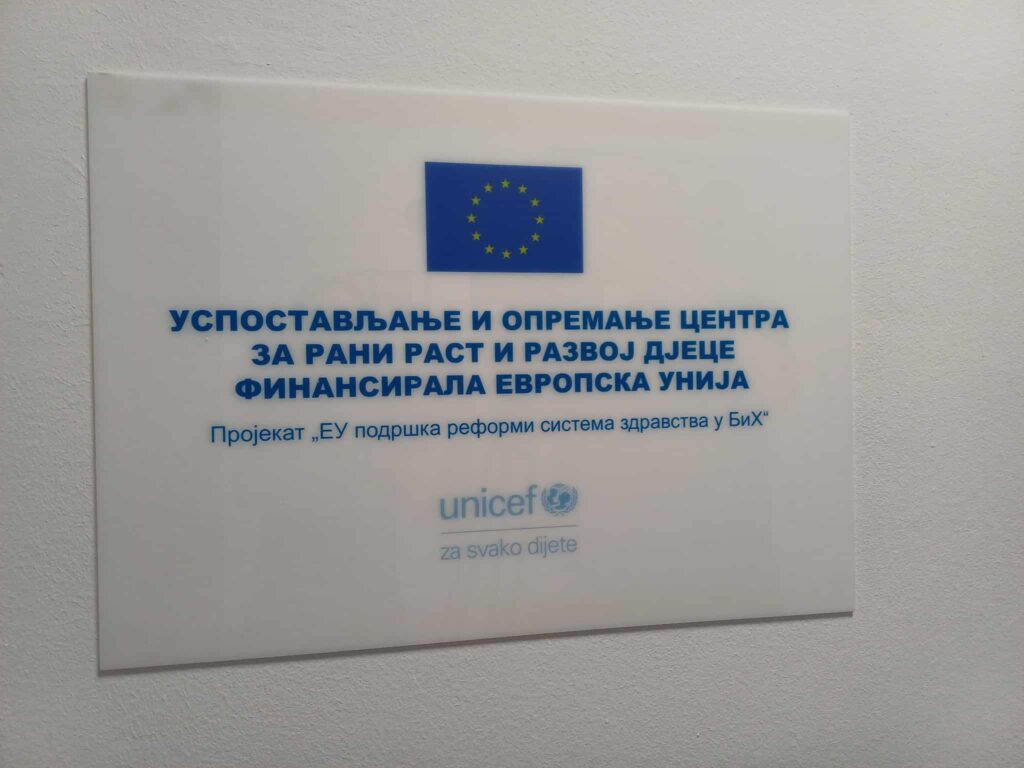 УСПОСТАВЉАЊЕ И ОПРЕМАЊЕ ЦЕНТРА
ЗА РАНИ РАСТ И РАЗВОЈ ДЈЕЦЕ
ФИНАНСИРАЛА ЕВРОПСКА УНИЈА
Пројекат „ЕУ подршка реформи система здравства у БиХ“
unicef
za svako dijete